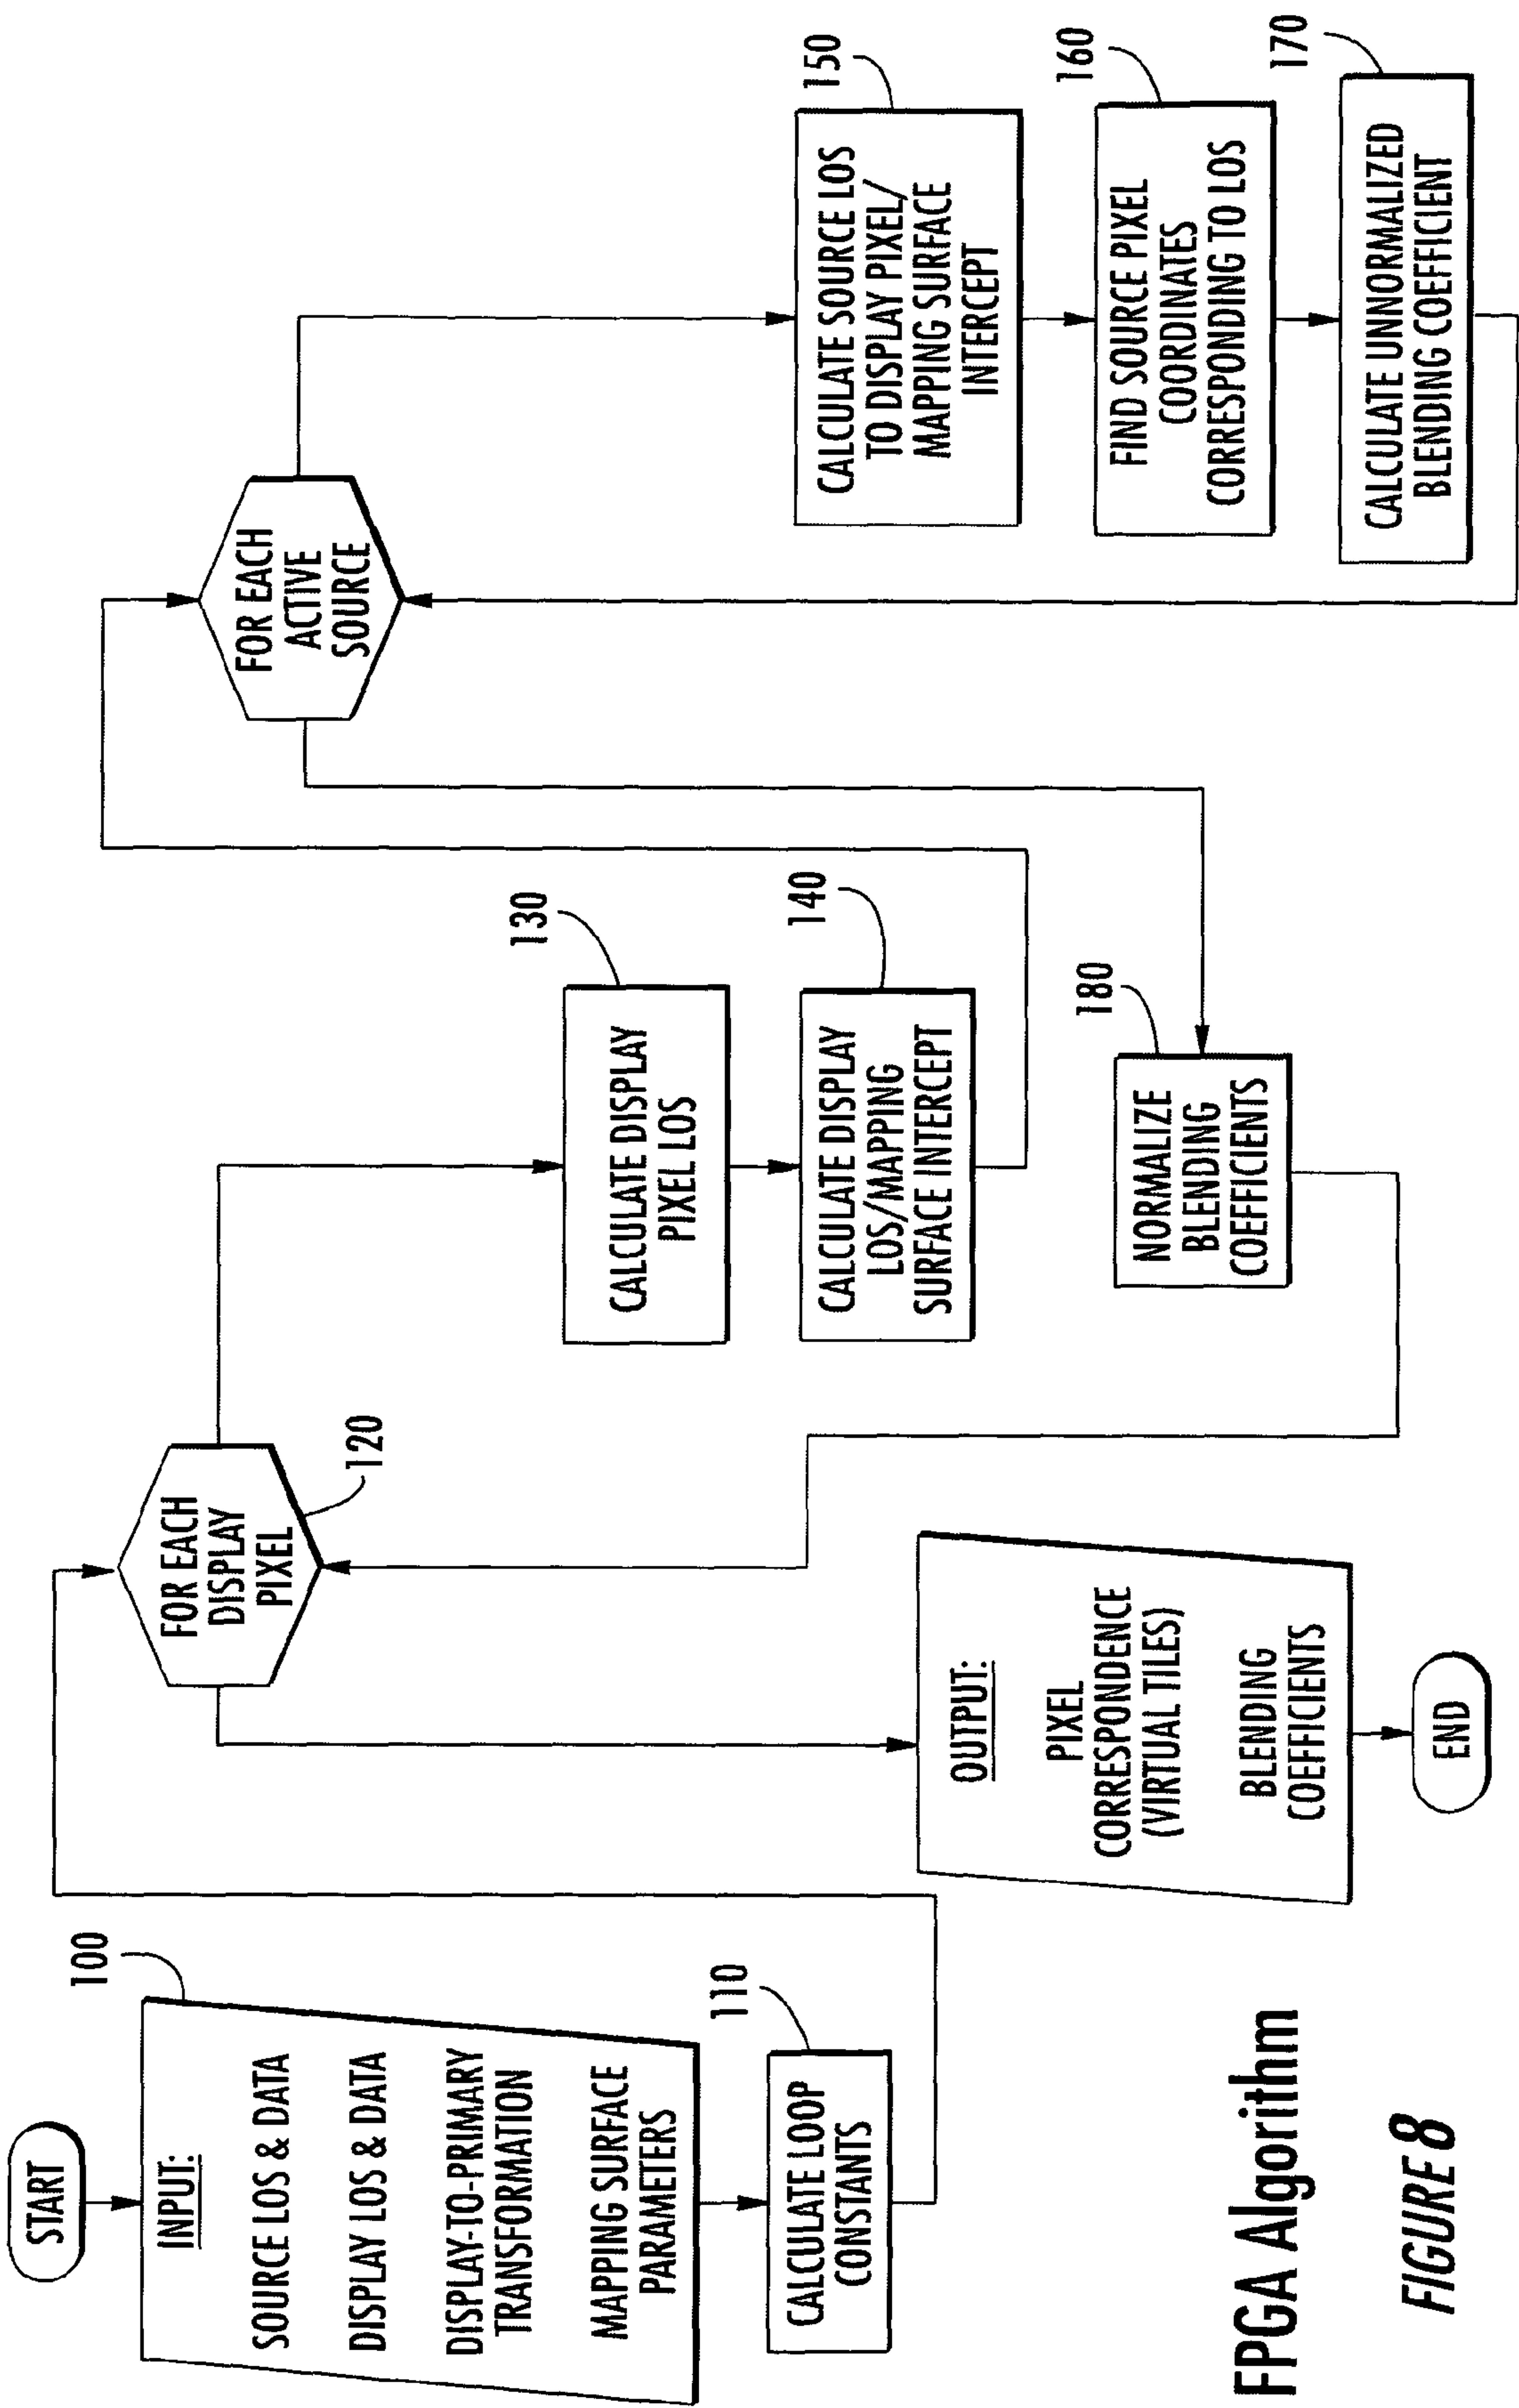 START
100
INPUT:
SOURCE LOS & DATA
DISPLAY LOS & DATA
DISPLAY-TO-PRIMARY
TRANSFORMATION
MAPPING SURFACE
PARAMETERS
110
CALCULATE LOOP
CONSTANTS
FOR EACH
DISPLAY
PIXEL
120
OUTPUT:
PIXEL
CORRESPONDENCE
(VIRTUAL TILES)
BLENDING
COEFFICIENTS
END
130
CALCULATE DISPLAY
PIXEL LOS
140
CALCULATE DISPLAY
LOS/MAPPING
SURFACE INTERCEPT
180
NORMALIZE
BLENDING
COEFFICIENTS
FOR EACH
ACTIVE
SOURCE
150
CALCULATE SOURCE LOS
TO DISPLAY PIXEL/
MAPPING SURFACE
INTERCEPT
160
FIND SOURCE PIXEL
COORDINATES
CORRESPONDING TO LOS
170
CALCULATE UNNORMALIZED
BLENDING COEFFICIENT
FPGA Algorithm
FIGURE 8